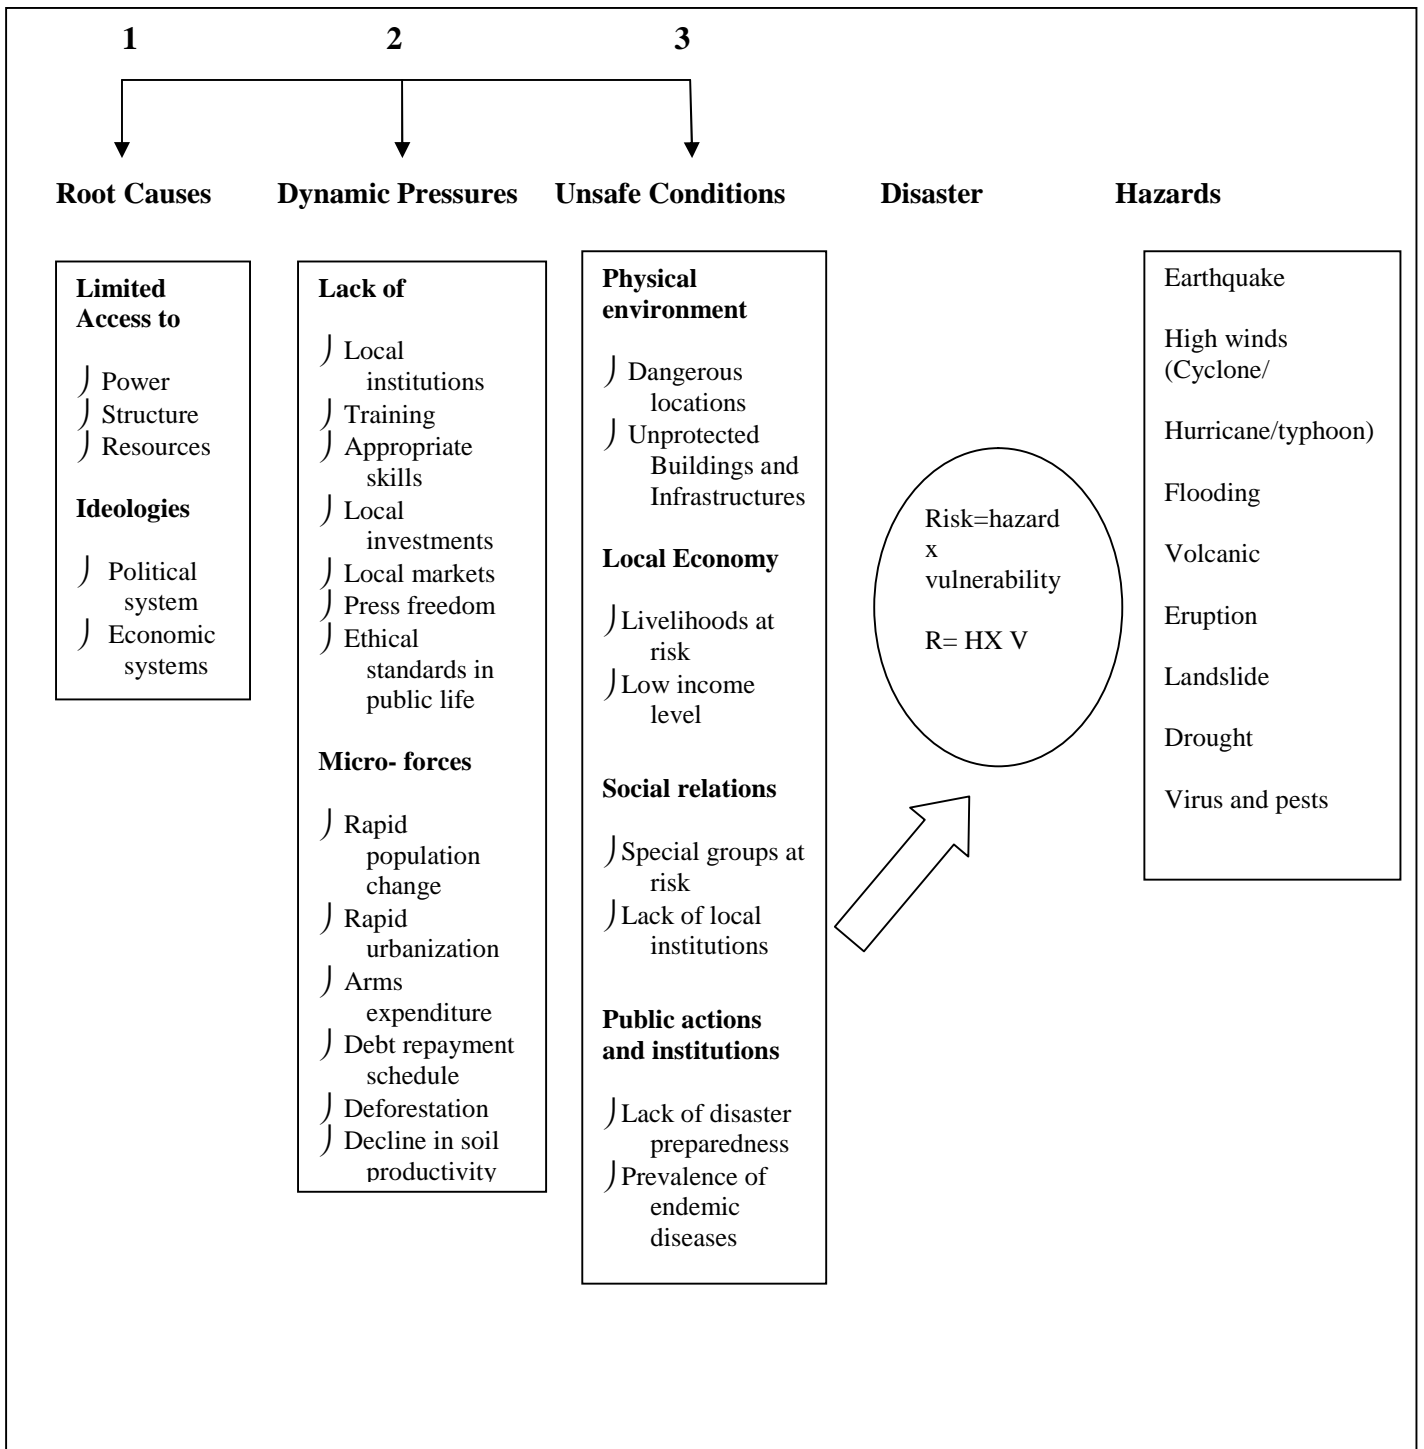 1 2 3
Root Causes Dynamic Pressures Unsafe Conditions Disaster Hazards
Limited
Access to
Power
Structure
Resources
Ideologies
Political
system
Economic
systems
Lack of
Local
institutions
Training
Appropriate
skills
Local
investments
Local markets
Press freedom
Ethical
standards in
public life
Micro- forces
Rapid
population
change
Rapid
urbanization
Arms
expenditure
Debt repayment
schedule
Deforestation
Decline in soil
productivity
Physical
environment
Dangerous
locations
Unprotected
Buildings and
Infrastructures
Local Economy
Livelihoods at
risk
Low income
level
Social relations
Special groups at
risk
Lack of local
institutions
Public actions
and institutions
Lack of disaster
preparedness
Prevalence of
endemic
diseases
Risk=hazard
x
vulnerability
R= HX V
Earthquake
High winds
(Cyclone/
Hurricane/typhoon)
Flooding
Volcanic
Eruption
Landslide
Drought
Virus and pests